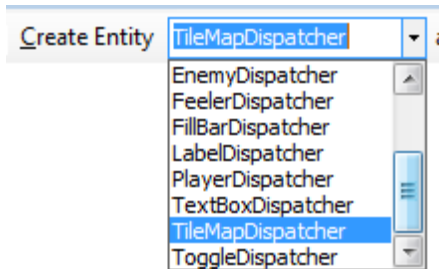 Create Entity TileMapDispatcher
EnemyDispatcher
FeelerDispatcher
FillBarDispatcher
LabelDispatcher
PlayerDispatcher
TextBoxDispatcher
TileMapDispatcher
ToggleDispatcher